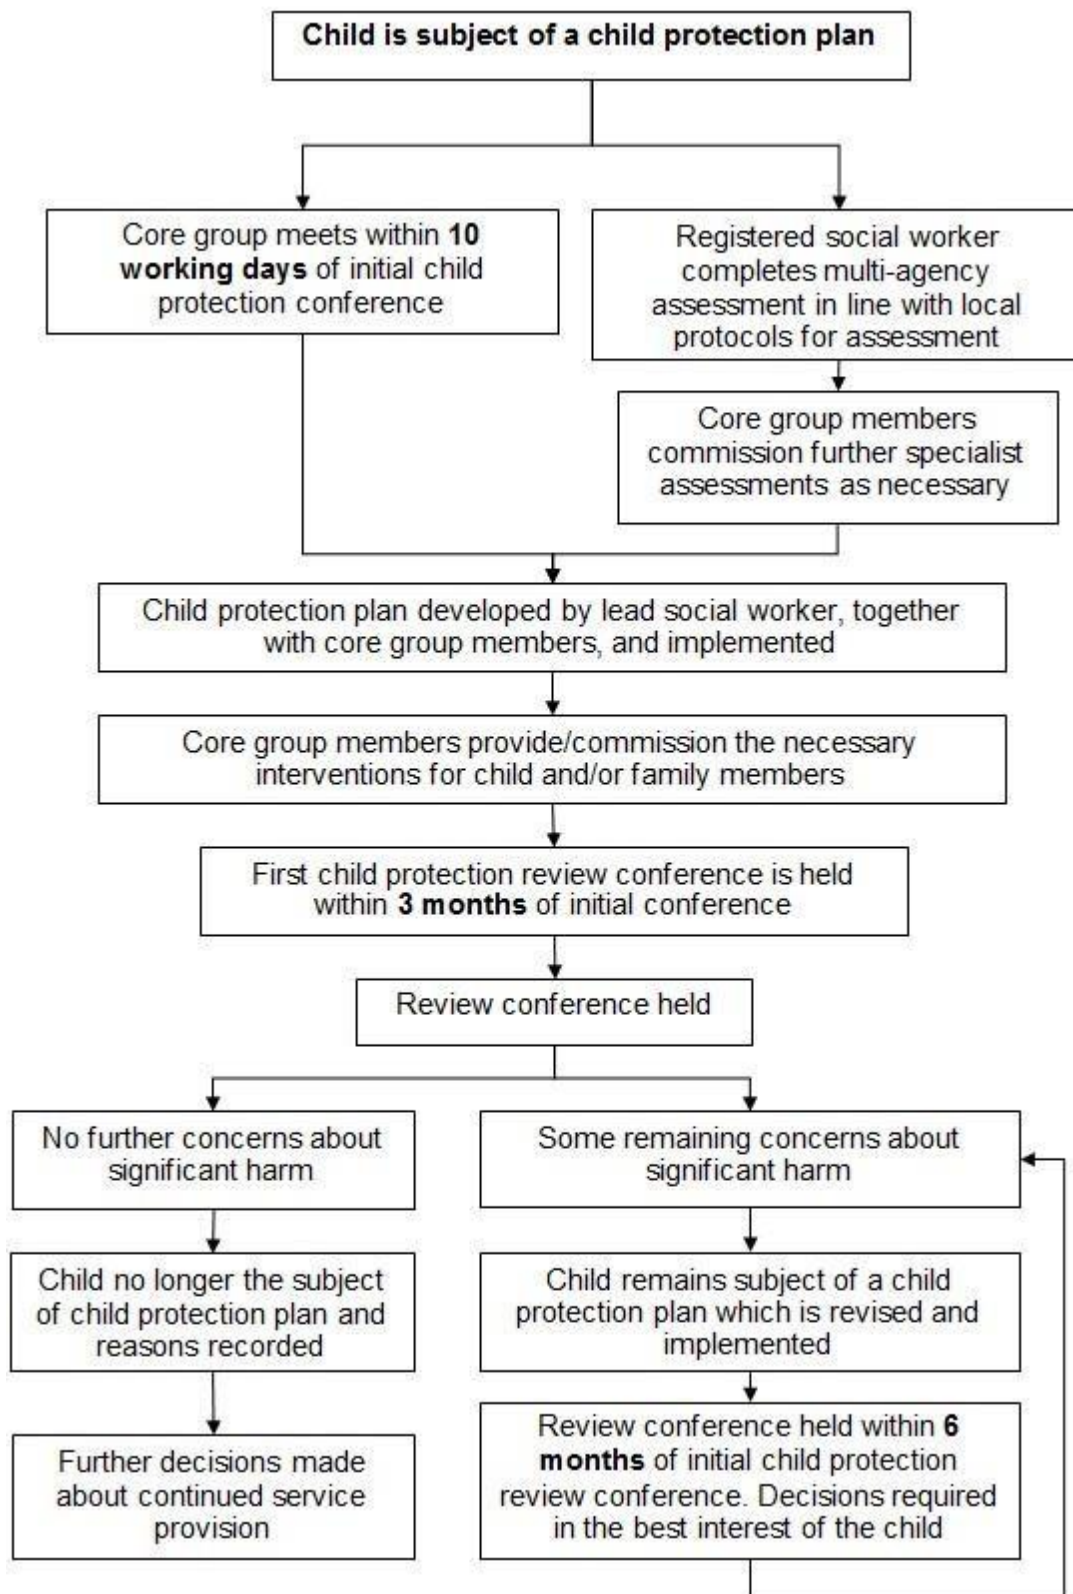 Child is subject of a child protection plan
Core group meets within 10
working days of initial child
protection conference
Registered social worker
completes multi-agency
assessment in line with local
protocols for assessment
Core group members
commission further specialist
assessments as necessary
Child protection plan developed by lead social worker, together
with core group members, and implemented
Core group members provide/commission the necessary
interventions for child and/or family members
First child protection review conference is held
within 3 months of initial conference
Review conference held
No further concerns about
significant harm
Some remaining concerns about
significant harm
Child no longer the subject
of child protection plan and
reasons recorded
Child remains subject of a child
protection plan which is revised and
implemented
Further decisions made
about continued service
provision
Review conference held within 6
months of initial child protection
review conference. Decisions required
in the best interest of the child